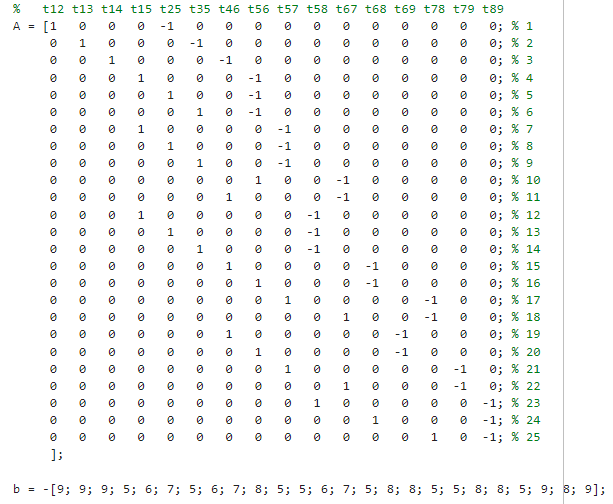 % t12 t13 t14 t15 t25 t35 t46 t56 t57 t58 t67 t68 t69 t78 t79 t89
A = [1 0 0 0 -1 0 0 0 0 0 0 0 0 0 0 0; % 1
0 1 0 0 0 -1 0 0 0 0 0 0 0 0 0 0; % 2
0 0 1 0 0 0 -1 0 0 0 0 0 0 0 0 0; % 3
0 0 0 1 0 0 0 -1 0 0 0 0 0 0 0 0; % 4
0 0 0 0 1 0 0 -1 0 0 0 0 0 0 0 0; % 5
0 0 0 0 0 1 0 -1 0 0 0 0 0 0 0 0; % 6
0 0 0 1 0 0 0 0 -1 0 0 0 0 0 0 0; % 7
0 0 0 0 1 0 0 0 -1 0 0 0 0 0 0 0; % 8
0 0 0 0 0 1 0 0 -1 0 0 0 0 0 0 0; % 9
0 0 0 0 0 0 0 1 0 0 -1 0 0 0 0 0; % 10
0 0 0 0 0 0 1 0 0 0 -1 0 0 0 0 0; % 11
0 0 0 1 0 0 0 0 0 -1 0 0 0 0 0 0; % 12
0 0 0 0 1 0 0 0 0 -1 0 0 0 0 0 0; % 13
0 0 0 0 0 1 0 0 0 -1 0 0 0 0 0 0; % 14
0 0 0 0 0 0 1 0 0 0 0 -1 0 0 0 0; % 15
0 0 0 0 0 0 0 1 0 0 0 -1 0 0 0 0; % 16
0 0 0 0 0 0 0 0 1 0 0 0 0 -1 0 0; % 17
0 0 0 0 0 0 0 0 0 0 1 0 0 -1 0 0; % 18
0 0 0 0 0 0 1 0 0 0 0 0 -1 0 0 0; % 19
0 0 0 0 0 0 0 1 0 0 0 0 -1 0 0 0; % 20
0 0 0 0 0 0 0 0 1 0 0 0 0 0 -1 0; % 21
0 0 0 0 0 0 0 0 0 0 1 0 0 0 -1 0; % 22
0 0 0 0 0 0 0 0 0 1 0 0 0 0 0 -1; % 23
0 0 0 0 0 0 0 0 0 0 0 1 0 0 0 -1; % 24
0 0 0 0 0 0 0 0 0 0 0 0 0 1 0 -1; % 25
];
b = -[9; 9; 9; 5; 6; 7; 5; 6; 7; 8; 5; 5; 6; 7; 5; 8; 8; 5; 5; 8; 8; 5; 9; 8; 9];